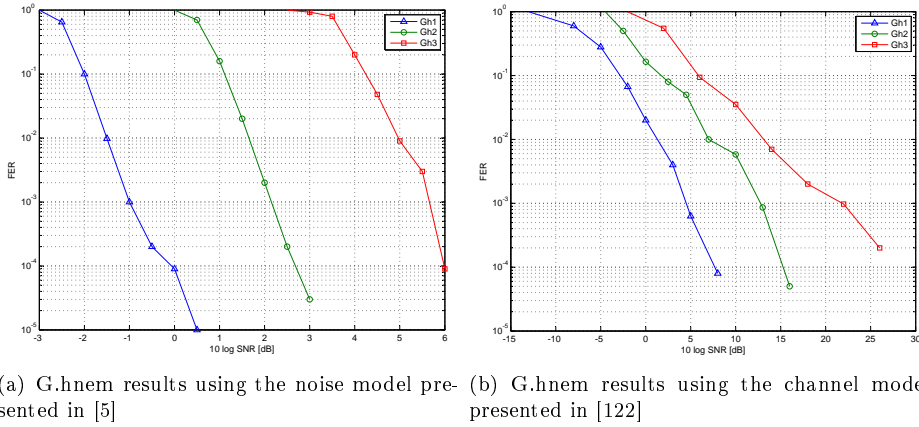 10^0
10^-1
10^-2
10^-3
10^-4
10^-5
FER
-3 -2 -1 0 1 2 3 4 5 6
10 log SNR [dB]
Gh1
Gh2
Gh3
10^0
10^-1
10^-2
10^-3
10^-4
10^-5
FER
-15 -10 -5 0 5 10 15 20 25 30
10 log SNR [dB]
Gh1
Gh2
Gh3
(a) G.hnem results using the noise model pre-
sented in [5]
(b) G.hnem results using the channel mode
presented in [122]